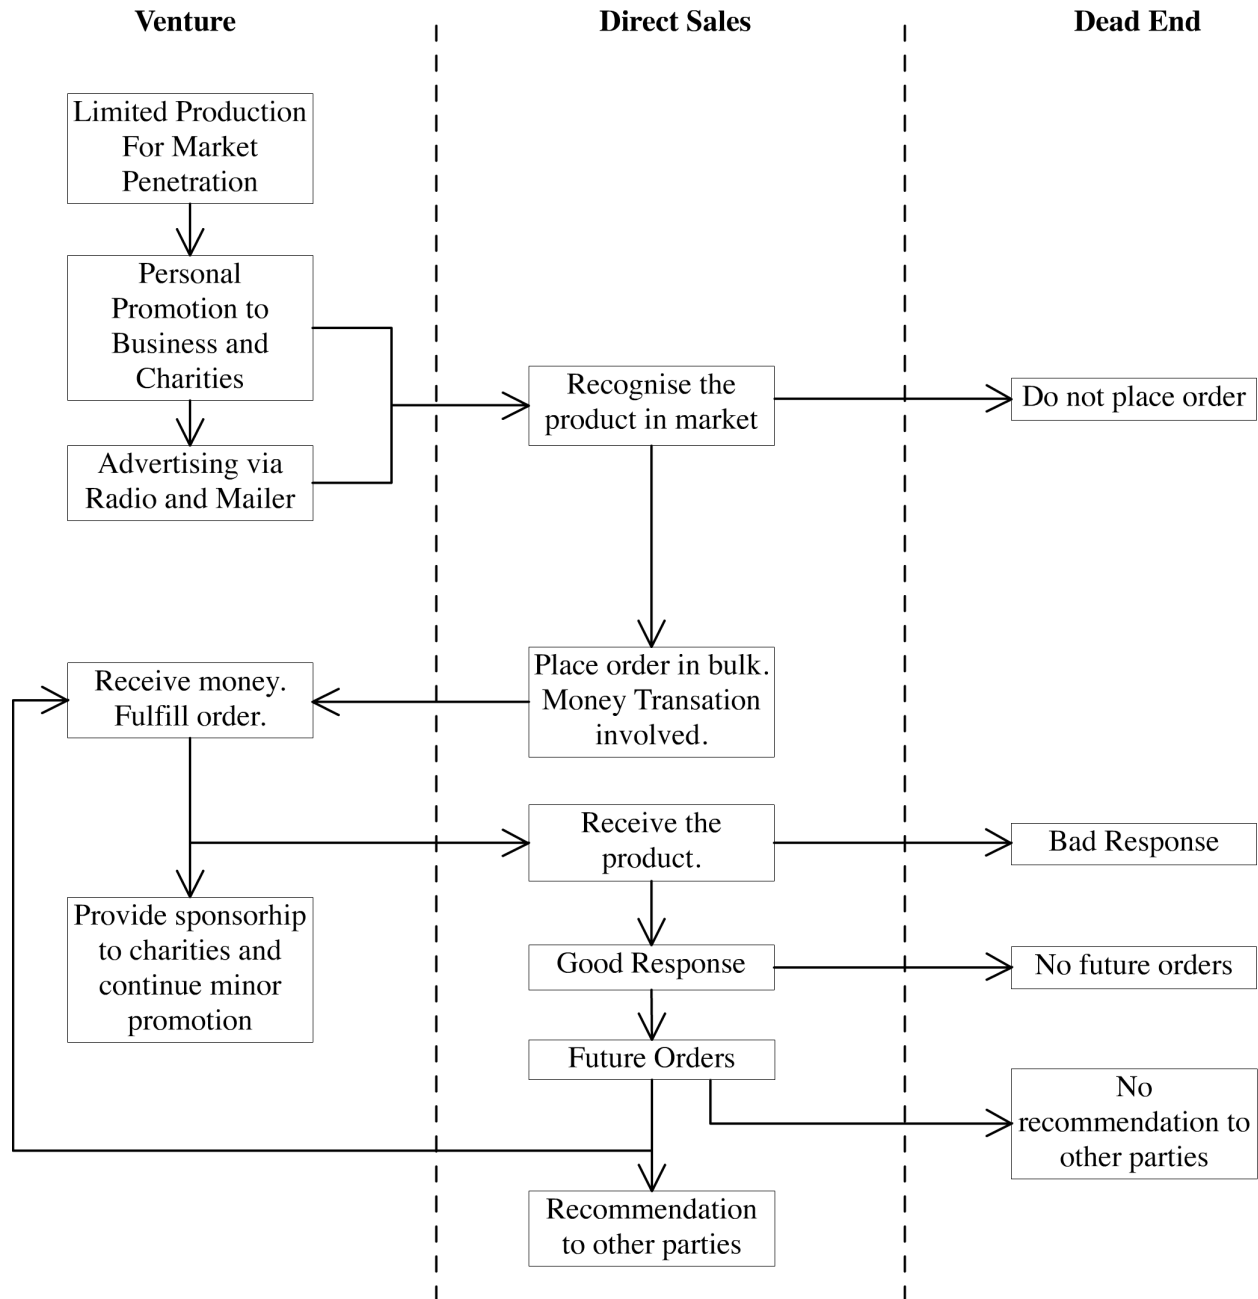 Venture
Direct Sales
Dead End
Limited Production
For Market
Penetration
Personal
Promotion to
Business and
Charities
Advertising via
Radio and Mailer
Recognise the
product in market
Do not place order
Place order in bulk.
Money Transation
involved.
Receive money.
Fulfill order.
Receive the
product.
Bad Response
Provide sponsorhip
to charities and
continue minor
promotion
Good Response
No future orders
Future Orders
No
recommendation to
other parties
Recommendation
to other parties